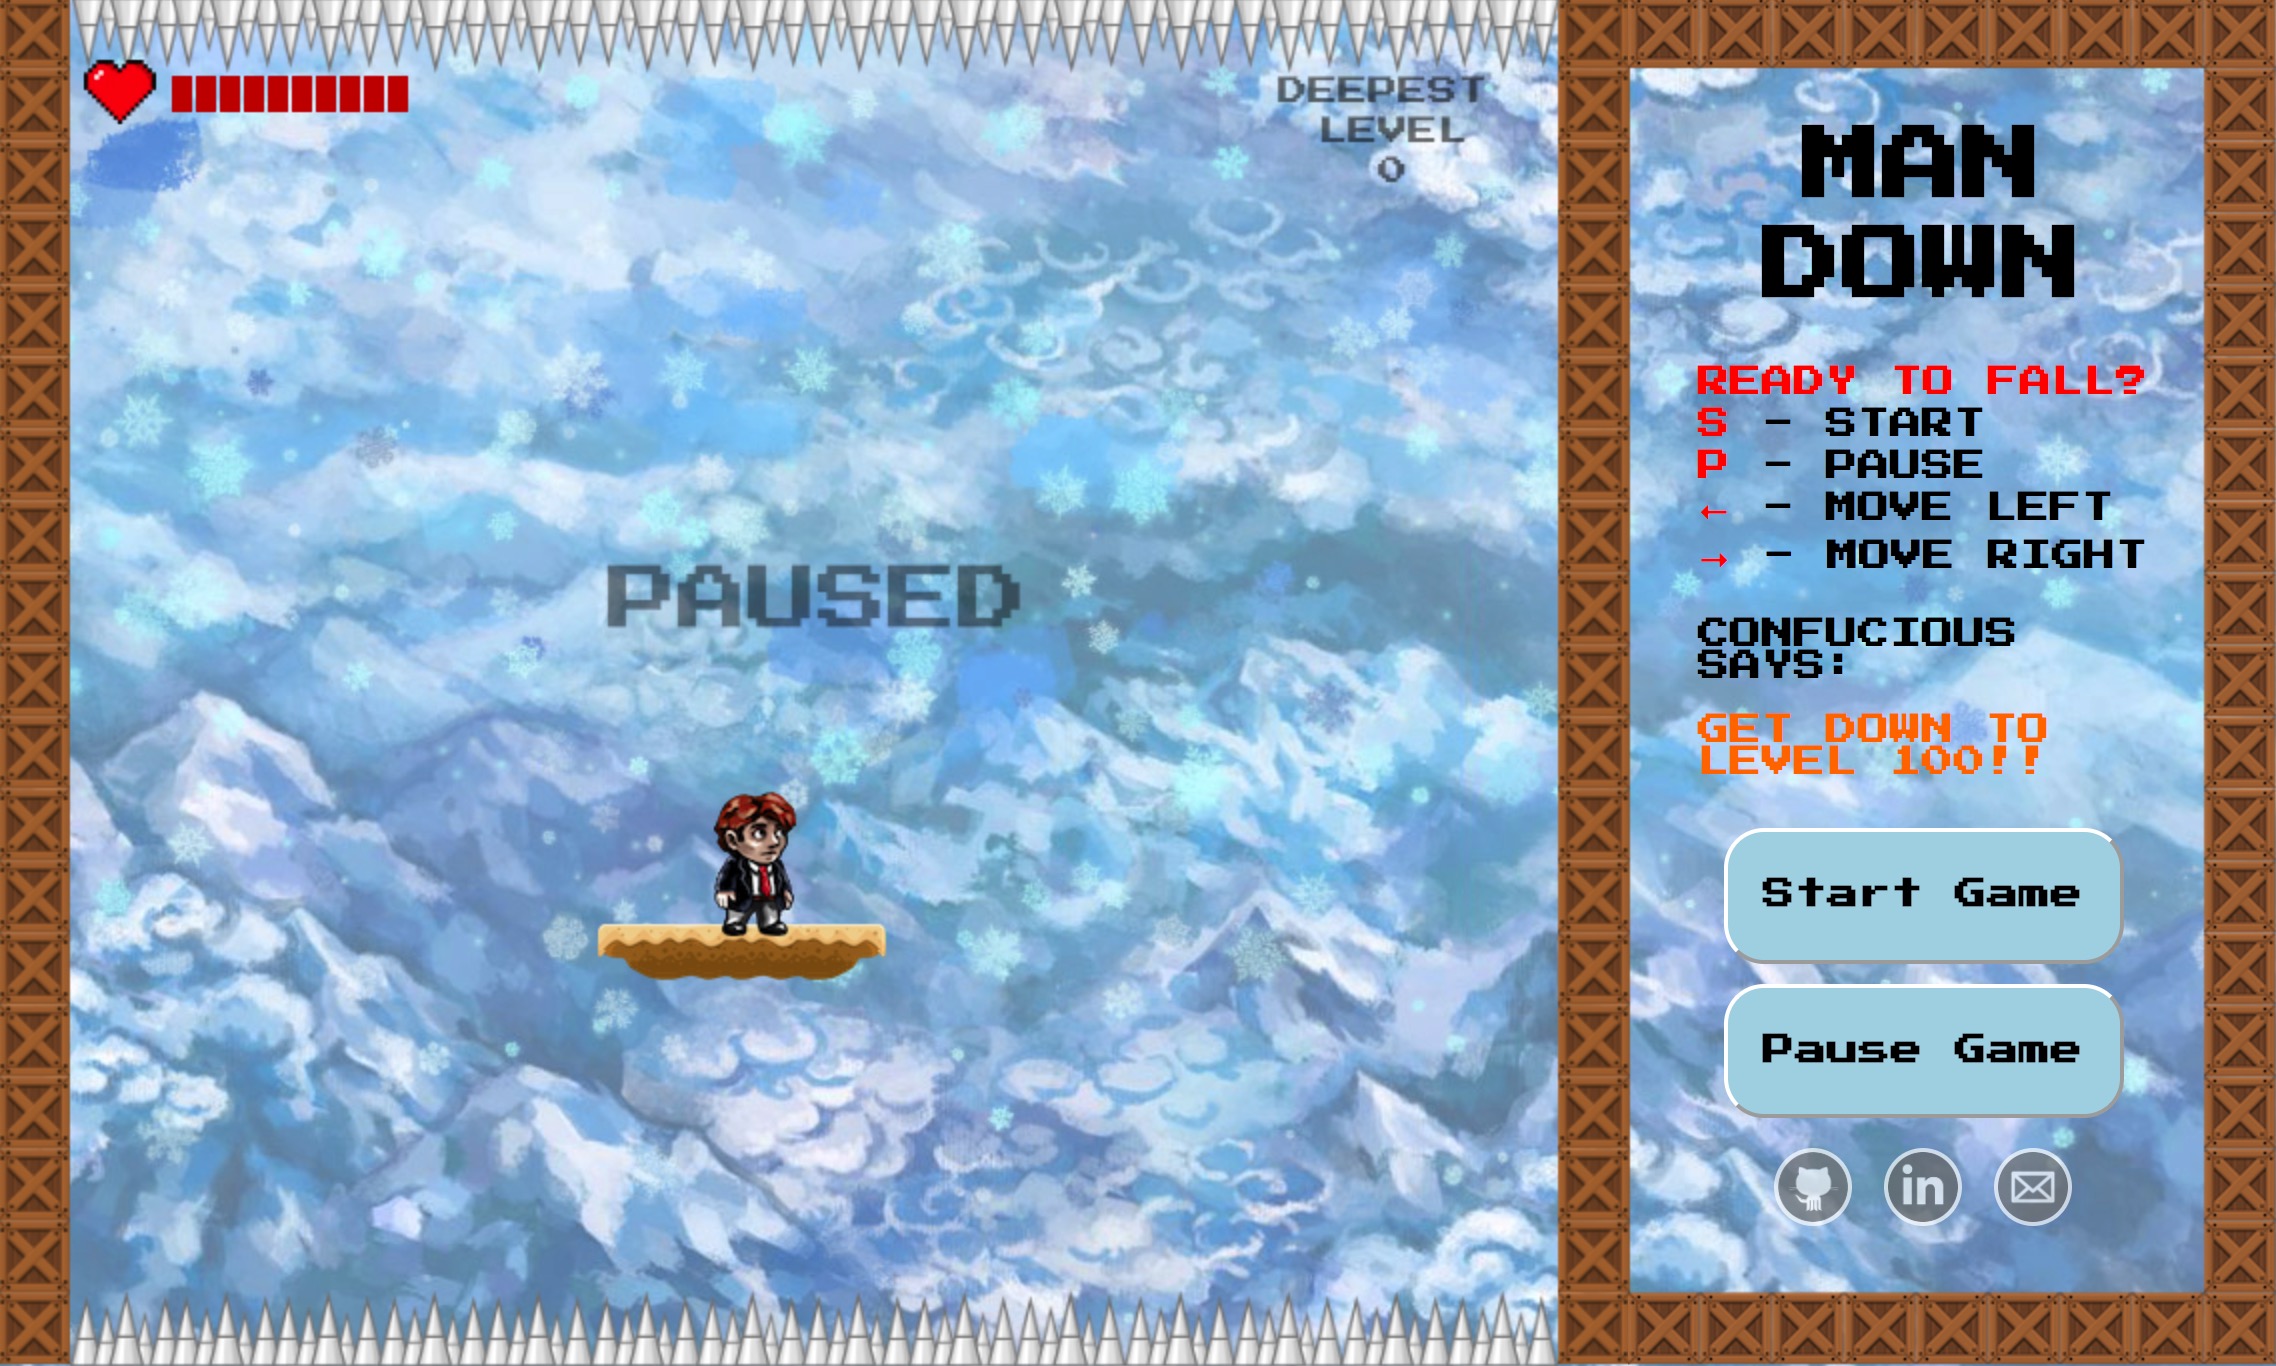 DEEPEST
LEVEL
0
PAUSED
MAN
DOWN
READY TO FALL?
S - START
P - PAUSE
← - MOVE LEFT
→ - MOVE RIGHT
CONFUCIOUS
SAYS:
GET DOWN TO
LEVEL 100!!
Start Game
Pause Game
in